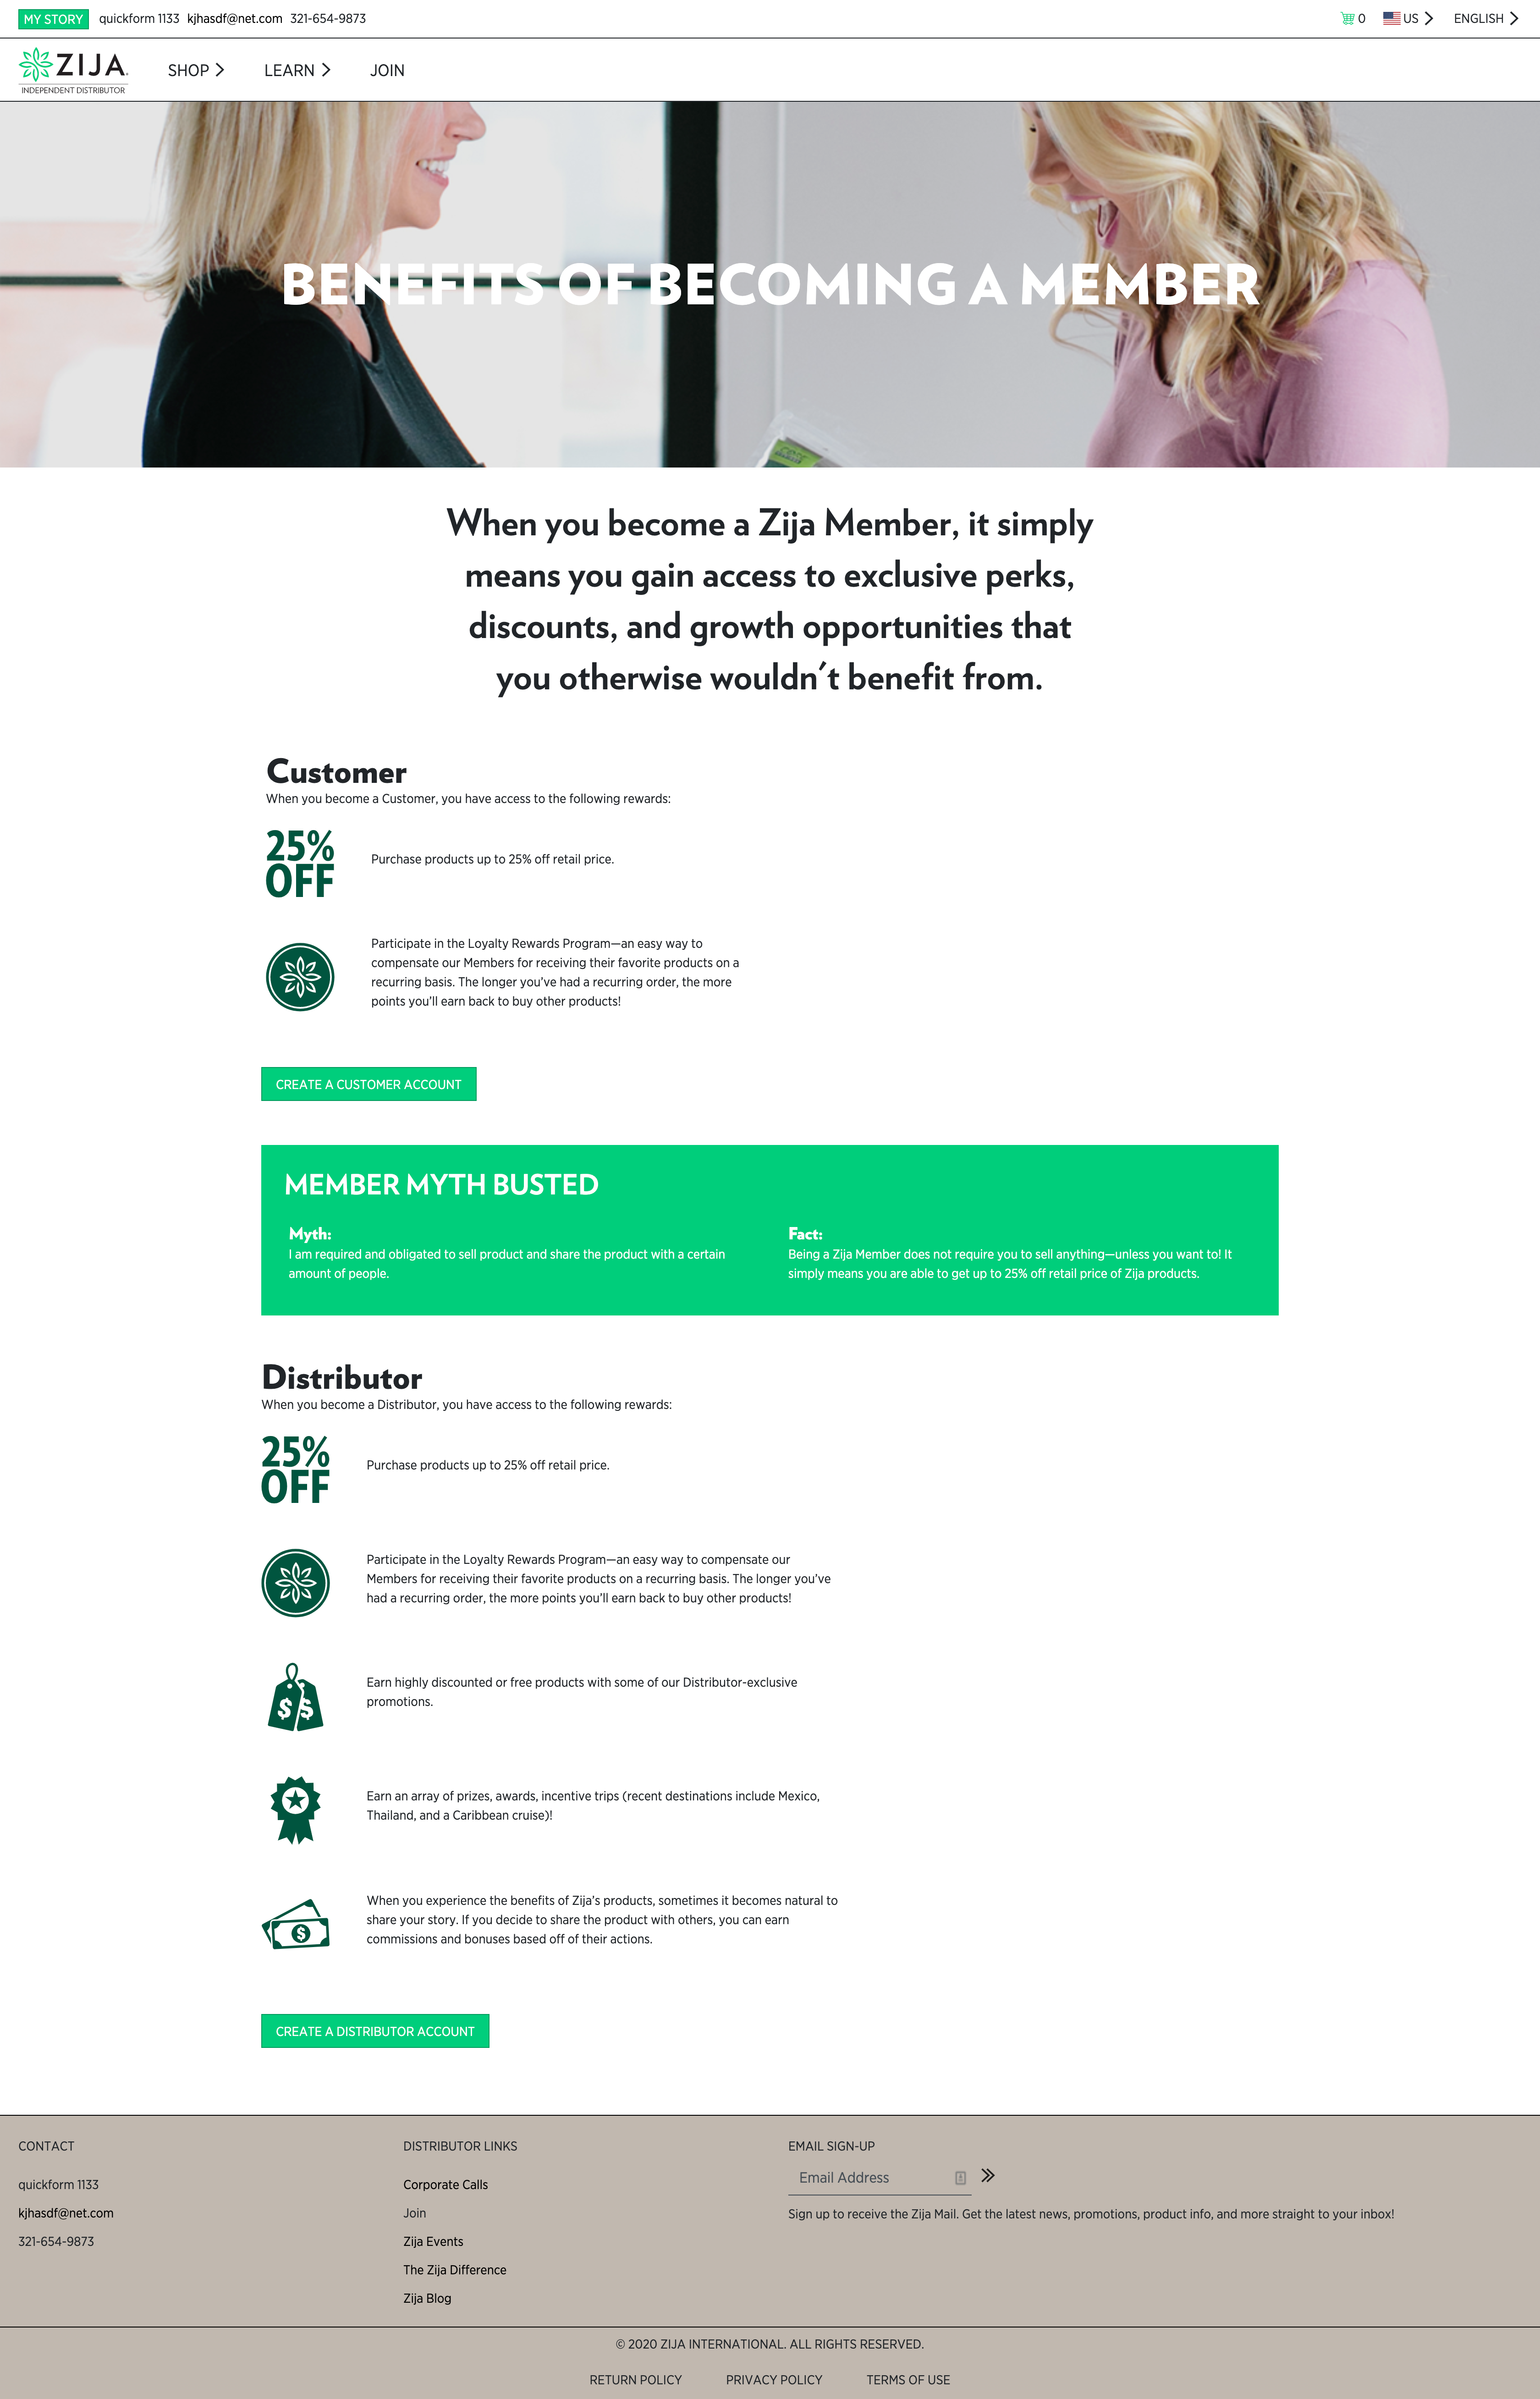 MY STORY quickform 1133 kjhasdf@net.com 321-654-9873 0 US ENGLISH
ZIJA
INDEPENDENT DISTRIBUTOR
SHOP LEARN JOIN
BENEFITS OF BECOMING A MEMBER
When you become a Zija Member, it simply
means you gain access to exclusive perks,
discounts, and growth opportunities that
you otherwise wouldn't benefit from.
Customer
When you become a Customer, you have access to the following rewards:
25%
OFF
Purchase products up to 25% off retail price.
Participate in the Loyalty Rewards Program—an easy way to
compensate our Members for receiving their favorite products on a
recurring basis. The longer you've had a recurring order, the more
points you'll earn back to buy other products!
CREATE A CUSTOMER ACCOUNT
MEMBER MYTH BUSTED
Myth:
I am required and obligated to sell product and share the product with a certain
amount of people.
Fact:
Being a Zija Member does not require you to sell anything—unless you want to! It
simply means you are able to get up to 25% off retail price of Zija products.
Distributor
When you become a Distributor, you have access to the following rewards:
25%
OFF
Purchase products up to 25% off retail price.
Participate in the Loyalty Rewards Program—an easy way to compensate our
Members for receiving their favorite products on a recurring basis. The longer you've
had a recurring order, the more points you'll earn back to buy other products!
$ $
Earn highly discounted or free products with some of our Distributor-exclusive
promotions.
Earn an array of prizes, awards, incentive trips (recent destinations include Mexico,
Thailand, and a Caribbean cruise)!
$
When you experience the benefits of Zija's products, sometimes it becomes natural to
share your story. If you decide to share the product with others, you can earn
commissions and bonuses based off of their actions.
CREATE A DISTRIBUTOR ACCOUNT
CONTACT
quickform 1133
kjhasdf@net.com
321-654-9873
DISTRIBUTOR LINKS
Corporate Calls
Join
Zija Events
The Zija Difference
Zija Blog
EMAIL SIGN-UP
Email Address
Sign up to receive the Zija Mail. Get the latest news, promotions, product info, and more straight to your inbox!
© 2020 ZIJA INTERNATIONAL. ALL RIGHTS RESERVED.
RETURN POLICY PRIVACY POLICY TERMS OF USE